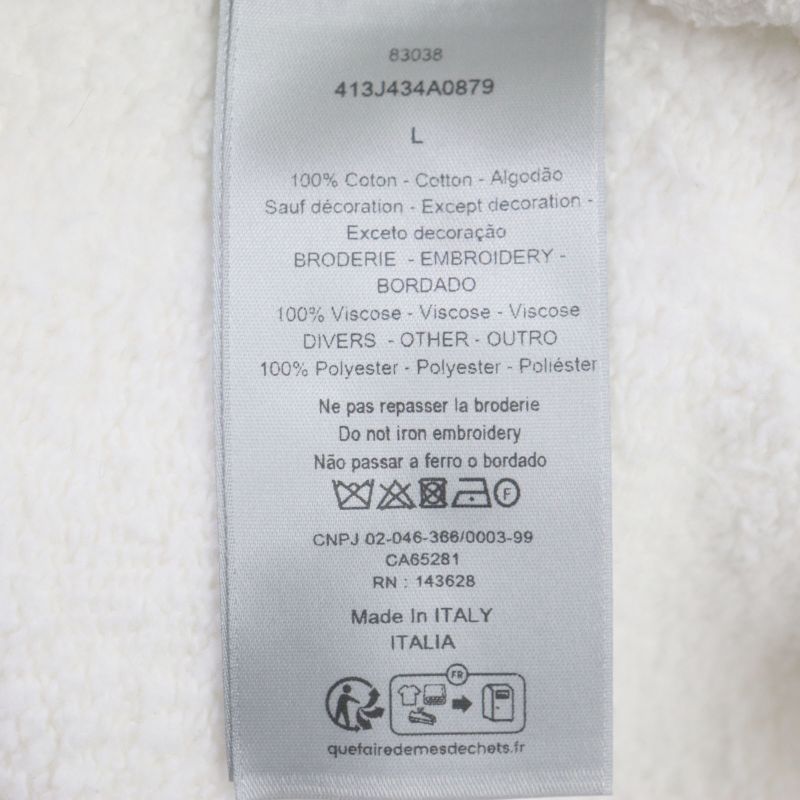 83038
413J434A0879
L
100% Coton - Cotton - Algodão
Sauf décoration - Except decoration -
Exceto decoração
BRODERIE - EMBROIDERY -
BORDADO
100% Viscose - Viscose - Viscose
DIVERS - OTHER - OUTRO
100% Polyester - Polyester - Poliéster
Ne pas repasser la broderie
Do not iron embroidery
Não passar a ferro o bordado
F
CNPJ 02-046-366/0003-99
CA65281
RN : 143628
Made In ITALY
ITALIA
FR
quefairedemesdechets.fr